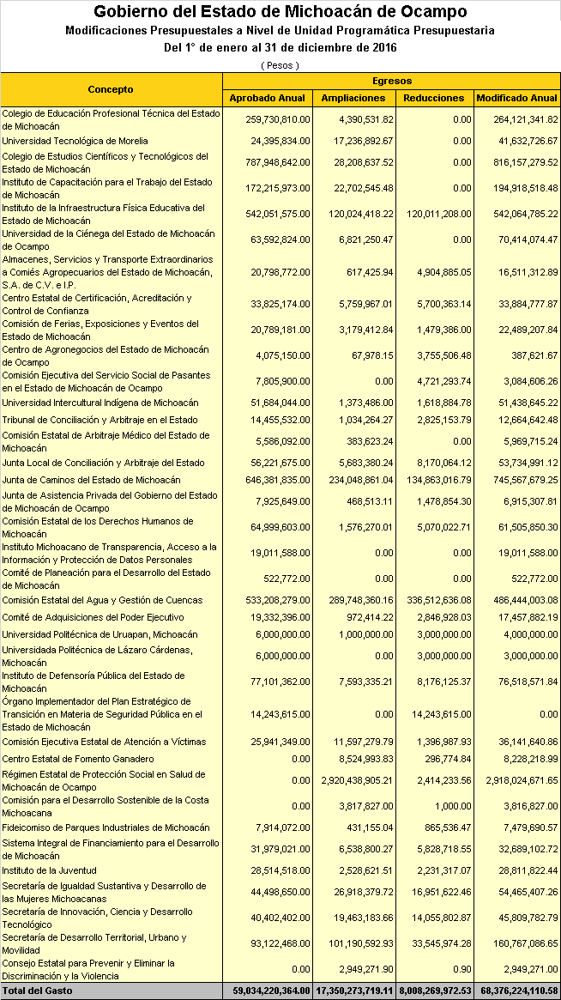 Gobierno del Estado de Michoacán de Ocampo
Modificaciones Presupuestales a Nivel de Unidad Programática Presupuestaria
Del 1° de enero al 31 de diciembre de 2016
( Pesos )
Concepto
Egresos
Aprobado Anual Ampliaciones Reducciones Modificado Anual
Colegio de Educación Profesional Técnica del Estado
de Michoacán 259,730,810.00 4,390,531.82 0.00 264,121,341.82
Universidad Tecnológica de Morelia 24,395,834.00 17,236,892.67 0.00 41,632,726.67
Colegio de Estudios Científicos y Tecnológicos del
Estado de Michoacán 787,948,642.00 28,208,637.52 0.00 816,157,279.52
Instituto de Capacitación para el Trabajo del Estado
de Michoacán 172,215,973.00 22,702,545.48 0.00 194,918,518.48
Instituto de la Infraestructura Física Educativa del
Estado de Michoacán 542,051,575.00 120,024,418.22 120,011,208.00 542,064,785.22
Universidad de la Ciénega del Estado de Michoacán
de Ocampo 63,592,824.00 6,821,250.47 0.00 70,414,074.47
Almacenes, Servicios y Transporte Extraordinarios
a Comiés Agropecuarios del Estado de Michoacán, 20,798,772.00 617,425.94 4,904,885.05 16,511,312.89
S.A. de C.V. e I.P.
Centro Estatal de Certificación, Acreditación y
Control de Confianza 33,825,174.00 5,759,967.01 5,700,363.14 33,884,777.87
Comisión de Ferias, Exposiciones y Eventos del
Estado de Michoacán 20,789,181.00 3,179,412.84 1,479,386.00 22,489,207.84
Centro de Agronegocios del Estado de Michoacán
de Ocampo 4,075,150.00 67,978.15 3,755,506.48 387,621.67
Comisión Ejecutiva del Servicio Social de Pasantes
en el Estado de Michoacán de Ocampo 7,805,900.00 0.00 4,721,293.74 3,084,606.26
Universidad Intercultural Indígena de Michoacán 51,684,044.00 1,373,486.00 1,618,884.78 51,438,645.22
Tribunal de Conciliación y Arbitraje en el Estado 14,455,532.00 1,034,264.27 2,825,153.79 12,664,642.48
Comisión Estatal de Arbitraje Médico del Estado de
Michoacán 5,586,092.00 383,623.24 0.00 5,969,715.24
Junta Local de Conciliación y Arbitraje del Estado 56,221,675.00 5,683,380.24 8,170,064.12 53,734,991.12
Junta de Caminos del Estado de Michoacán 646,381,835.00 234,048,861.04 134,863,016.79 745,567,679.25
Junta de Asistencia Privada del Gobierno del Estado
de Michoacán de Ocampo 7,925,649.00 468,513.11 1,478,854.30 6,915,307.81
Comisión Estatal de los Derechos Humanos de
Michoacán 64,999,603.00 1,576,270.01 5,070,022.71 61,505,850.30
Instituto Michoacano de Transparencia, Acceso a la
Información y Protección de Datos Personales 19,011,588.00 0.00 0.00 19,011,588.00
Comité de Planeación para el Desarrollo del Estado
de Michoacán 522,772.00 0.00 0.00 522,772.00
Comisión Estatal del Agua y Gestión de Cuencas 533,208,279.00 289,748,360.16 336,512,636.08 486,444,003.08
Comité de Adquisiciones del Poder Ejecutivo 19,332,396.00 972,414.22 2,846,928.03 17,457,882.19
Universidad Politécnica de Uruapan, Michoacán 6,000,000.00 1,000,000.00 3,000,000.00 4,000,000.00
Universidada Politécnica de Lázaro Cárdenas,
Michoacán 6,000,000.00 0.00 3,000,000.00 3,000,000.00
Instituto de Defensoría Pública del Estado de
Michoacán 77,101,362.00 7,593,335.21 8,176,125.37 76,518,571.84
Órgano Implementador del Plan Estratégico de
Transición en Materia de Seguridad Pública en el 14,243,615.00 0.00 14,243,615.00 0.00
Estado de Michoacán
Comisión Ejecutiva Estatal de Atención a Víctimas 25,941,349.00 11,597,279.79 1,396,987.93 36,141,640.86
Centro Estatal de Fomento Ganadero 0.00 8,524,993.83 296,774.84 8,228,218.99
Régimen Estatal de Protección Social en Salud de
Michoacán de Ocampo 0.00 2,920,438,905.21 2,414,233.56 2,918,024,671.65
Comisión para el Desarrollo Sostenible de la Costa
Michoacana 0.00 3,817,827.00 1,000.00 3,816,827.00
Fideicomiso de Parques Industriales de Michoacán 7,914,072.00 431,155.04 865,536.47 7,479,690.57
Sistema Integral de Financiamiento para el Desarrollo
de Michoacán 31,979,021.00 6,538,800.27 5,828,718.55 32,689,102.72
Instituto de la Juventud 28,514,518.00 2,528,621.51 2,231,317.07 28,811,822.44
Secretaría de Igualdad Sustantiva y Desarrollo de
las Mujeres Michoacanas 44,498,650.00 26,918,379.72 16,951,622.46 54,465,407.26
Secretaría de Innovación, Ciencia y Desarrollo
Tecnológico 40,402,402.00 19,463,183.66 14,055,802.87 45,809,782.79
Secretaría de Desarrollo Territorial, Urbano y
Movilidad 93,122,468.00 101,190,592.93 33,545,974.28 160,767,086.65
Consejo Estatal para Prevenir y Eliminar la
Discriminación y la Violencia 0.00 2,949,271.90 0.90 2,949,271.00
Total del Gasto 59,034,220,364.00 17,350,273,719.11 8,008,269,972.53 68,376,224,110.58